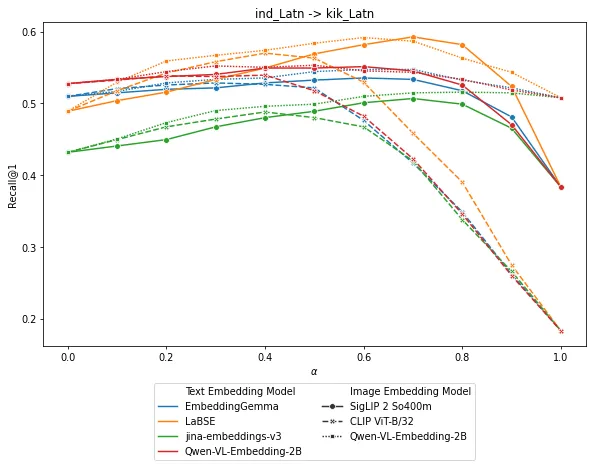 ind_Latn -> kik_Latn
Recall@1
0.6
0.5
0.4
0.3
0.2
0.0 0.2 0.4 0.6 0.8 1.0
α
Text Embedding Model Image Embedding Model
EmbeddingGemma SigLIP 2 So400m
LaBSE CLIP ViT-B/32
jina-embeddings-v3 Qwen-VL-Embedding-2B
Qwen-VL-Embedding-2B